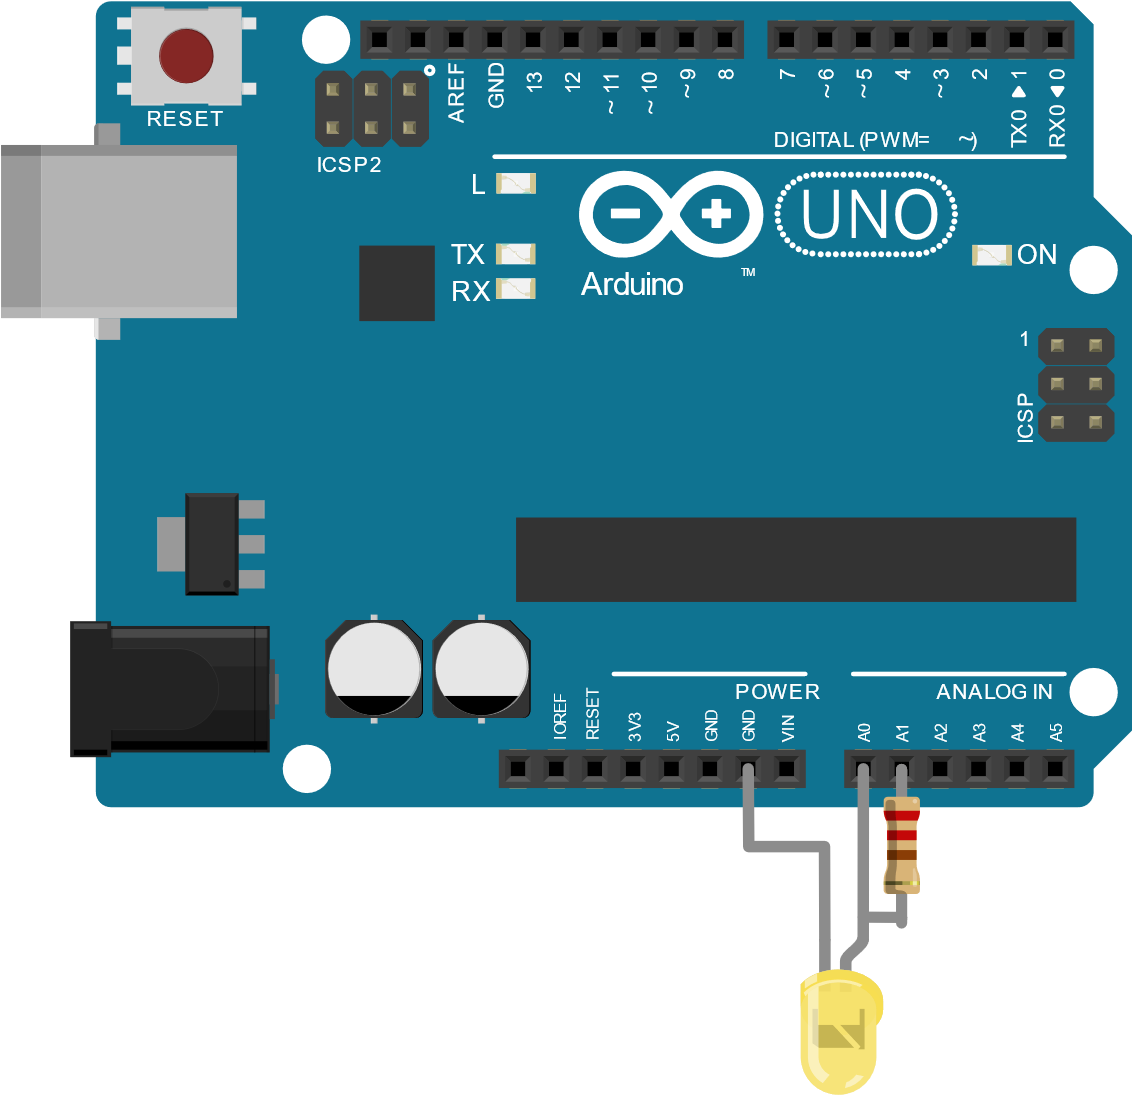 RESET
ICSP2
AREF
GND
13
12
~11
~10
~9
8
7
~6
~5
4
~3
2
TX0 ▶ 1
RX0 ◀ 0
DIGITAL (PWM= ~)
L
TX
RX
UNO
Arduino
TM
ON
1
ICSP
POWER
ANALOG IN
IOREF
RESET
3V3
5V
GND
GND
VIN
A0
A1
A2
A3
A4
A5